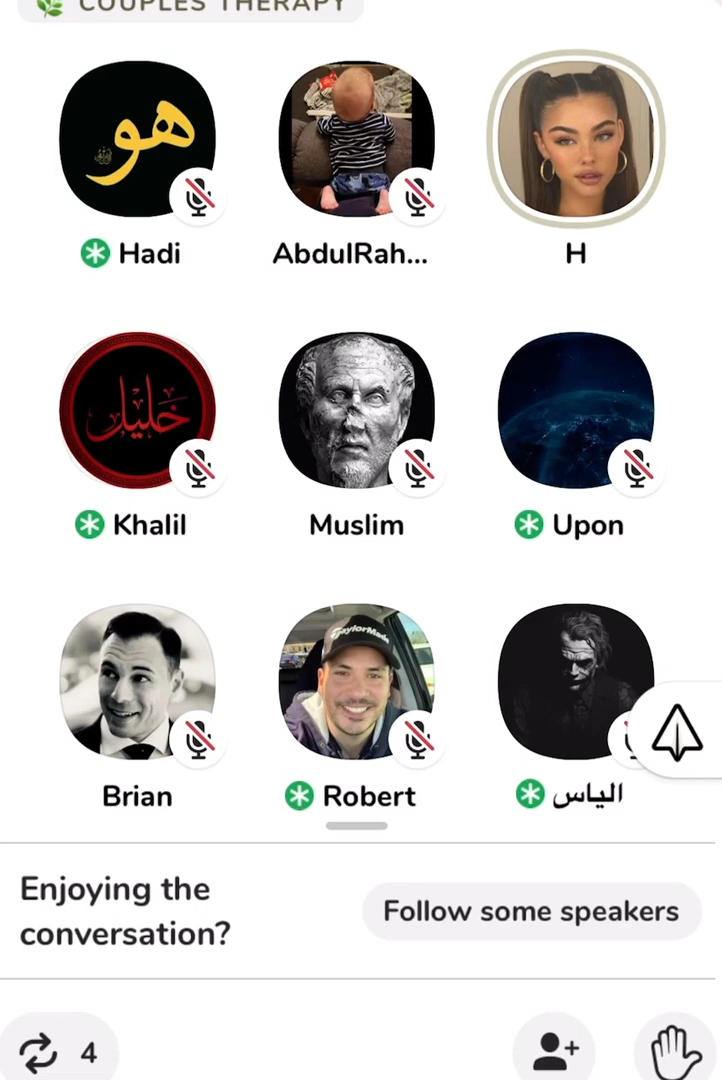 COUPLES THERAPY
هو
Hadi
AbdulRah...
H
خليل
Khalil
Muslim
Upon
TaylorMade
Brian
Robert
الياس
Enjoying the
conversation?
Follow some speakers
4